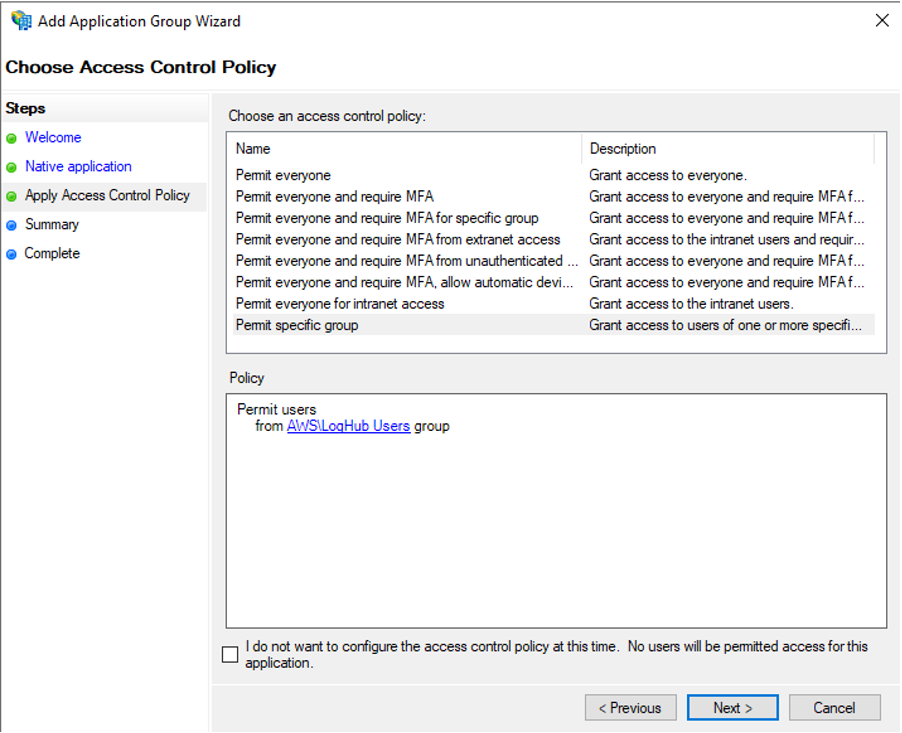 Add Application Group Wizard
Choose Access Control Policy
Steps
Welcome
Native application
Apply Access Control Policy
Summary
Complete
Choose an access control policy:
Name Description
Permit everyone Grant access to everyone.
Permit everyone and require MFA Grant access to everyone and require MFA f...
Permit everyone and require MFA for specific group Grant access to everyone and require MFA f...
Permit everyone and require MFA from extranet access Grant access to the intranet users and requir...
Permit everyone and require MFA from unauthenticated ... Grant access to everyone and require MFA f...
Permit everyone and require MFA, allow automatic devi... Grant access to everyone and require MFA f...
Permit everyone for intranet access Grant access to the intranet users.
Permit specific group Grant access to users of one or more specifi...
Policy
Permit users
from AWS\LogHub Users group
I do not want to configure the access control policy at this time. No users will be permitted access for this
application.
< Previous Next > Cancel